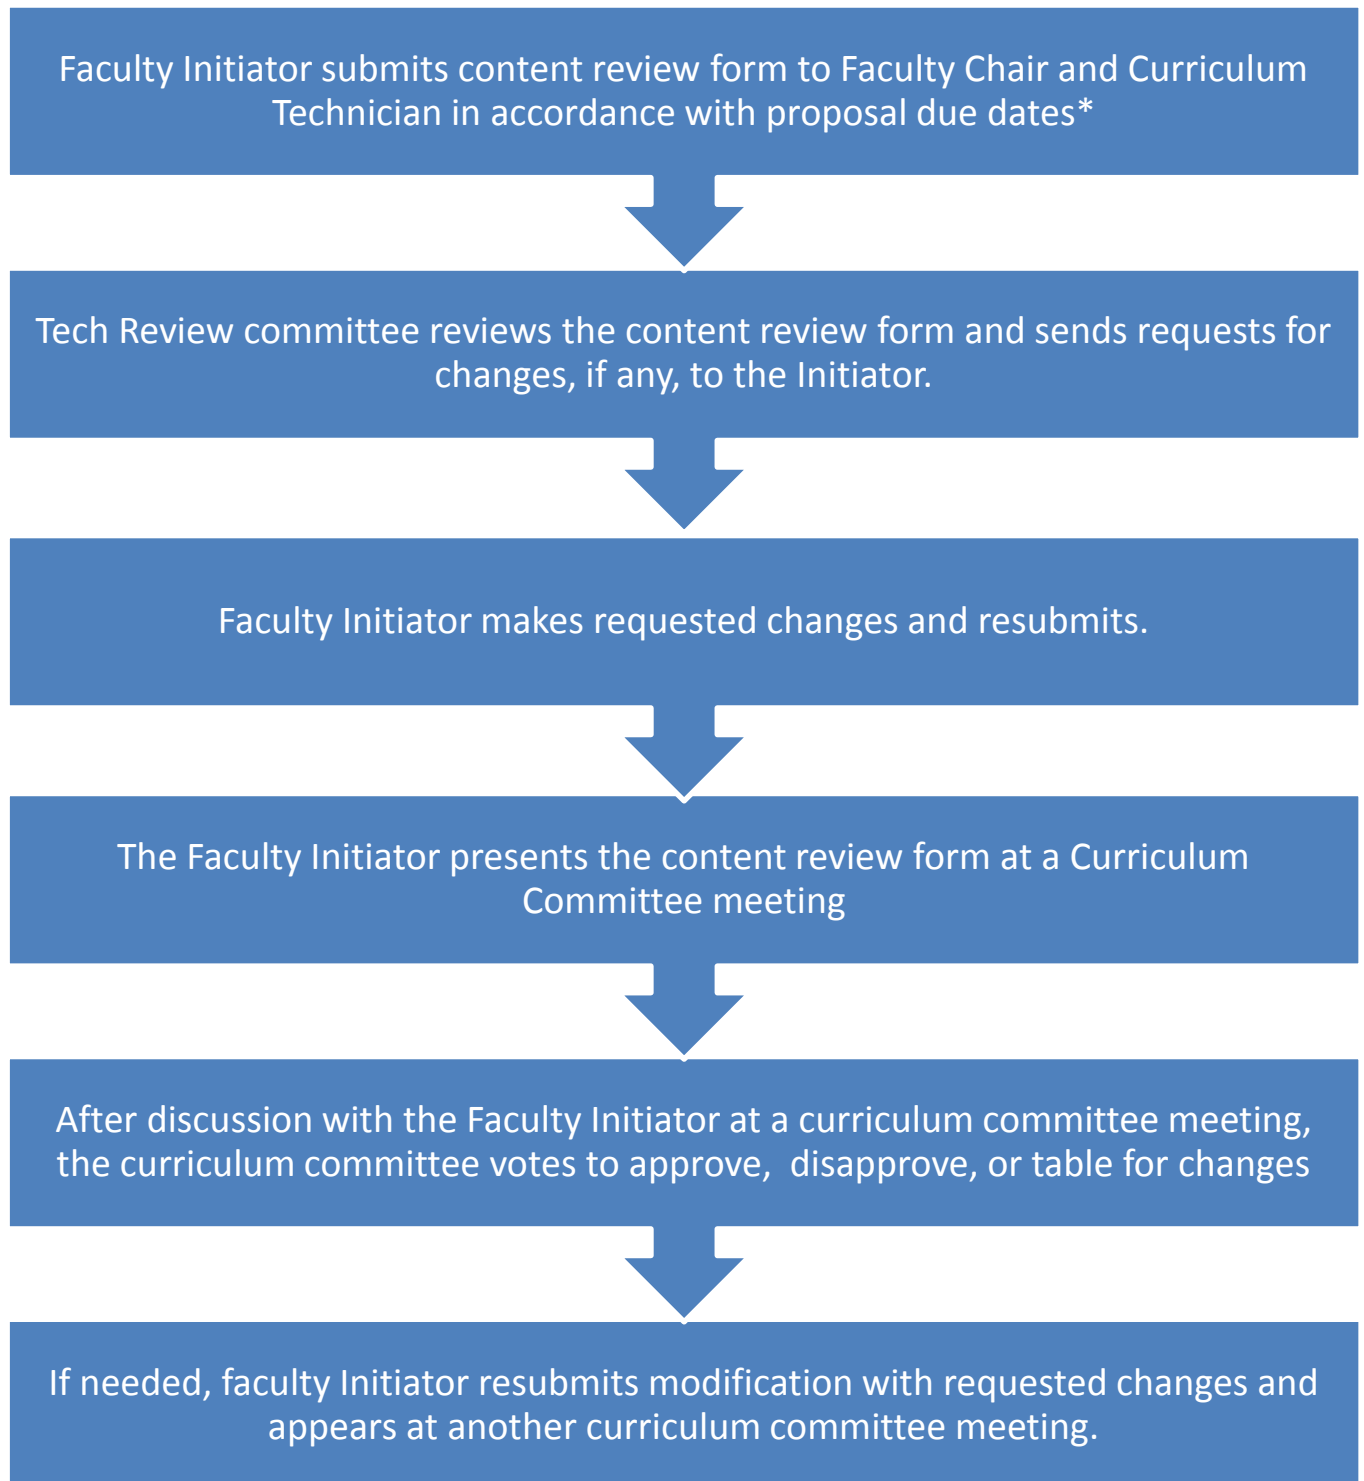 Faculty Initiator submits content review form to Faculty Chair and Curriculum
Technician in accordance with proposal due dates*
Tech Review committee reviews the content review form and sends requests for
changes, if any, to the Initiator.
Faculty Initiator makes requested changes and resubmits.
The Faculty Initiator presents the content review form at a Curriculum
Committee meeting
After discussion with the Faculty Initiator at a curriculum committee meeting,
the curriculum committee votes to approve,  disapprove, or table for changes
If needed, faculty Initiator resubmits modification with requested changes and
appears at another curriculum committee meeting.